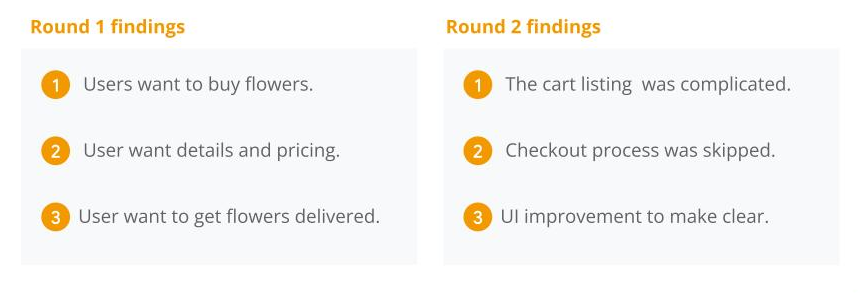 Round 1 findings
1 Users want to buy flowers.
2 User want details and pricing.
3 User want to get flowers delivered.
Round 2 findings
1 The cart listing  was complicated.
2 Checkout process was skipped.
3 UI improvement to make clear.